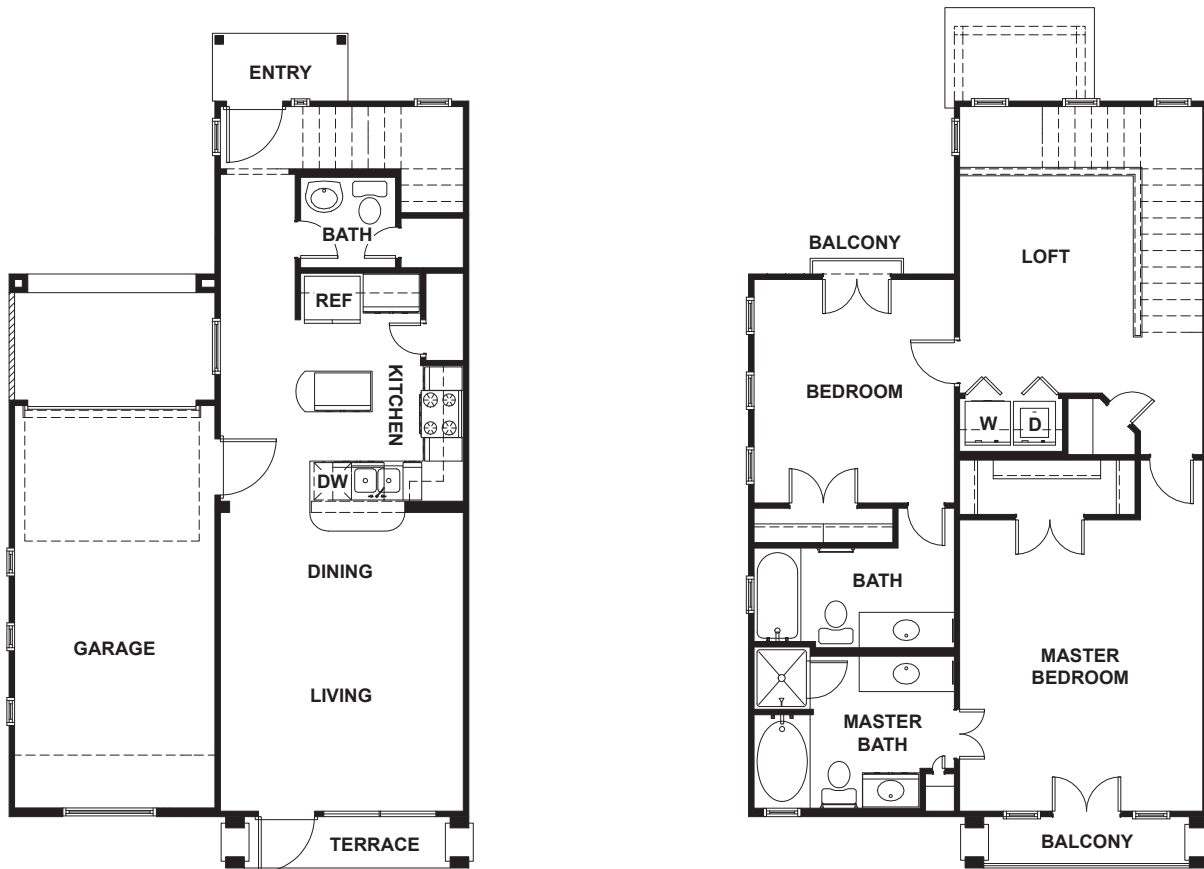 ENTRY
BATH
REF
KITCHEN
DW
DINING
GARAGE
LIVING
TERRACE
BALCONY
LOFT
BEDROOM
W
D
BATH
MASTER
BEDROOM
MASTER
BATH
BALCONY